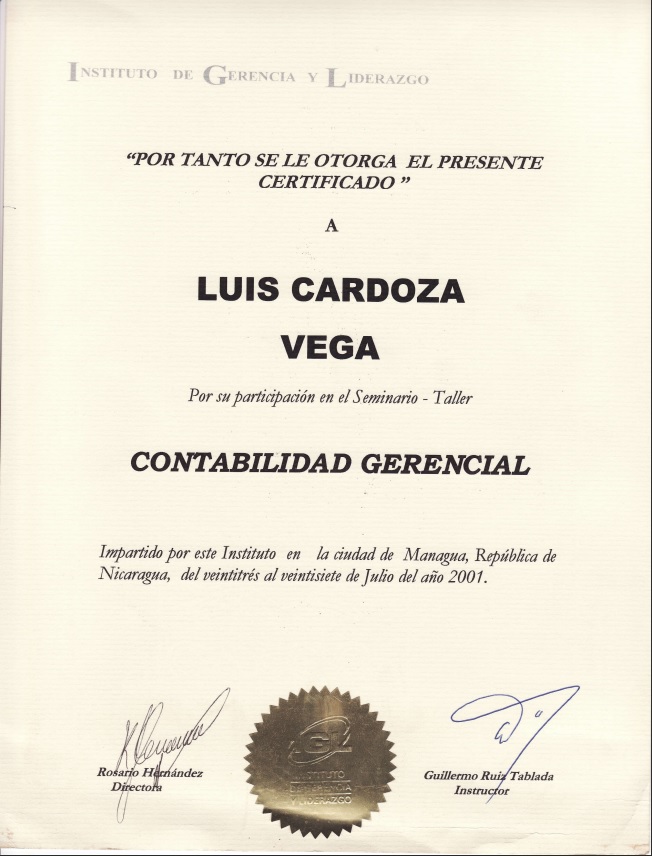 INSTITUTO DE GERENCIA Y LIDERAZGO
“POR TANTO SE LE OTORGA EL PRESENTE
CERTIFICADO ”
A
LUIS CARDOZA
VEGA
Por su participación en el Seminario - Taller
CONTABILIDAD GERENCIAL
Impartido por este Instituto en la ciudad de Managua, República de
Nicaragua, del veintitrés al veintisiete de Julio del año 2001.
Rosario Hernández
Directora
IGL
INSTITUTO
DE GERENCIA
Y LIDERAZGO
Guillermo Ruiz Tablada
Instructor